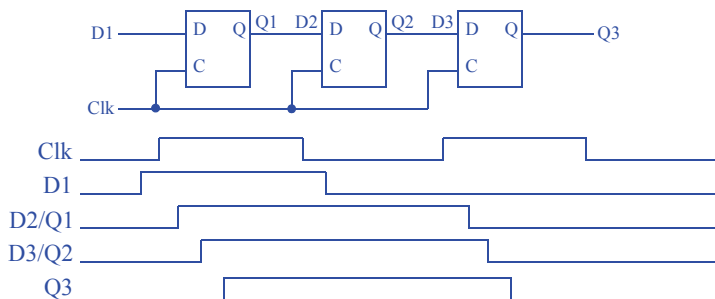 D1 D Q Q1 D2 D Q Q2 D3 D Q Q3
C C C
Clk
Clk
D1
D2/Q1
D3/Q2
Q3